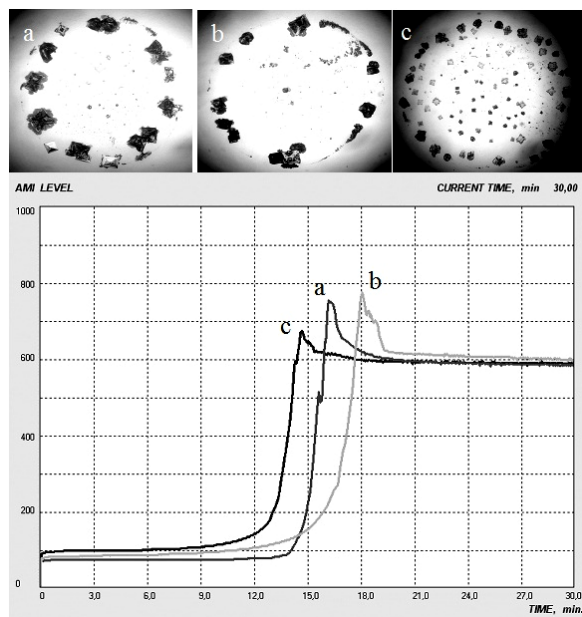 a b c
AMI LEVEL CURRENT TIME, min 30,00
1000
800
a b
c
600
400
200
0
0 3,0 6,0 9,0 12,0 15,0 18,0 21,0 24,0 27,0 30,0
TIME, min.